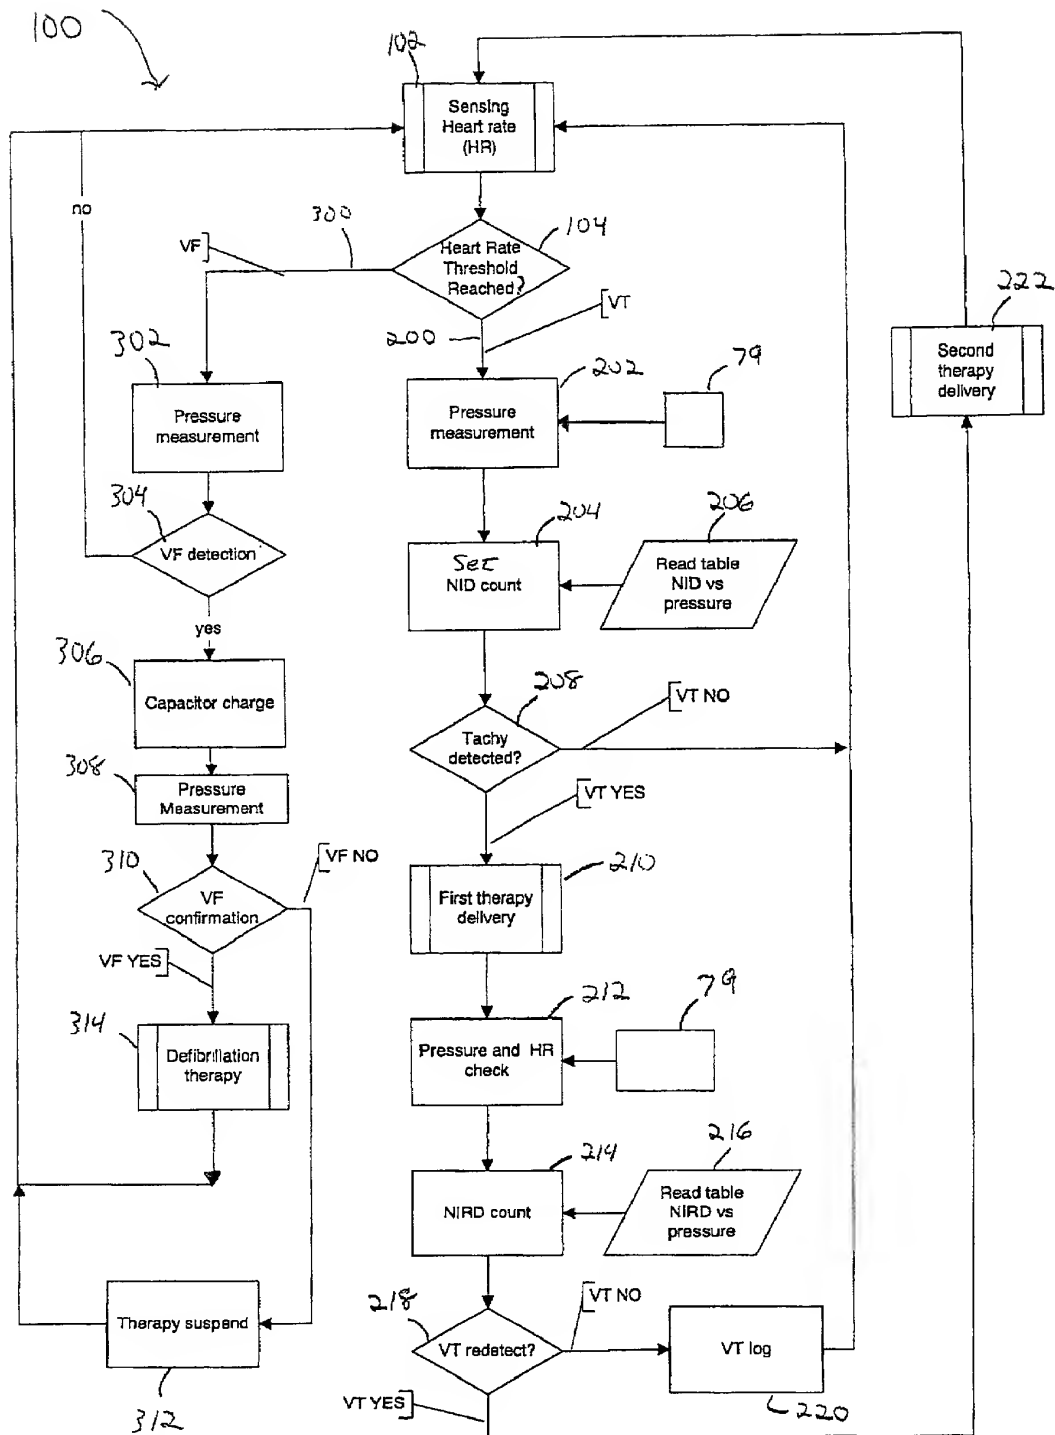 100
102
Sensing
Heart rate
(HR)
no
300
104
VF
Heart Rate
Threshold
Reached?
VT
200
222
Second
therapy
delivery
302
Pressure
measurement
202
Pressure
measurement
79
304
VF detection
204
Set
NID count
206
Read table
NID vs
pressure
yes
306
Capacitor charge
208
Tachy
detected?
VT NO
308
Pressure
Measurement
VT YES
310
VF
confirmation
VF NO
210
First therapy
delivery
VF YES
314
Defibrillation
therapy
212
Pressure and HR
check
79
214
NIRD count
216
Read table
NIRD vs
pressure
Therapy suspend
312
218
VT redetect?
VT NO
VT log
220
VT YES